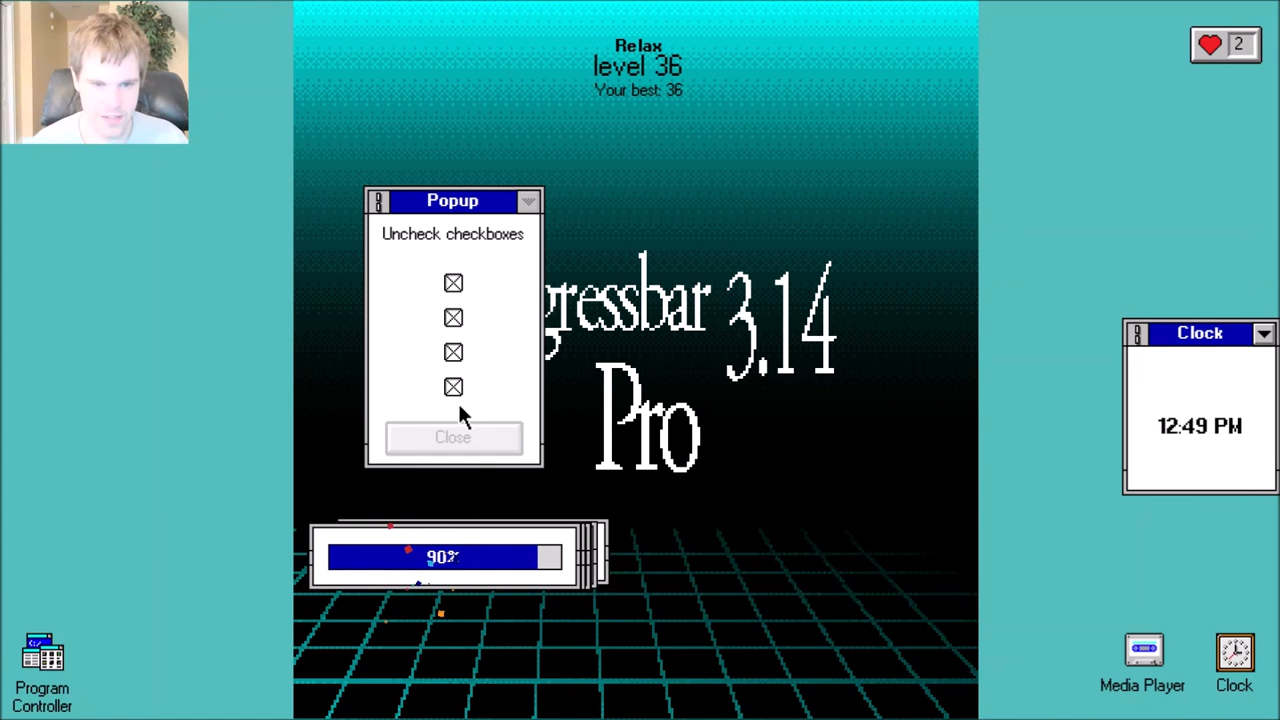 Relax
level 36
Your best: 36
2
Popup
Uncheck checkboxes
gressbar 3.14
Pro
Close
Clock
12:49 PM
90%
Program
Controller
Media Player
Clock